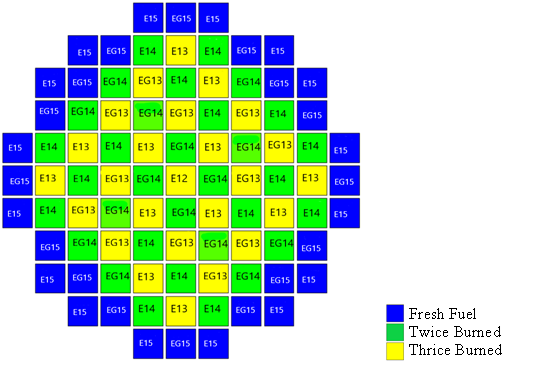 E15 EG15 E15
E15 EG15 E14 E13 E14 EG15 E15
E15 EG15 EG14 EG13 E14 E13 EG14 EG15 E15
EG15 EG14 EG13 EG14 EG13 E14 EG13 E14 EG15
E15 E14 E13 E14 E13 EG14 E13 EG14 EG13 E14 E15
EG15 E13 E14 EG13 EG14 E12 EG14 EG13 E14 E13 EG15
E15 E14 EG13 EG14 E13 EG14 E13 E14 E13 E14 E15
EG15 EG14 EG13 E14 EG13 EG14 EG13 EG14 EG15
E15 EG15 EG14 E13 E14 EG13 EG14 EG15 E15
E15 EG15 E14 E13 E14 EG15 E15
E15 EG15 E15
Fresh Fuel
Twice Burned
Thrice Burned